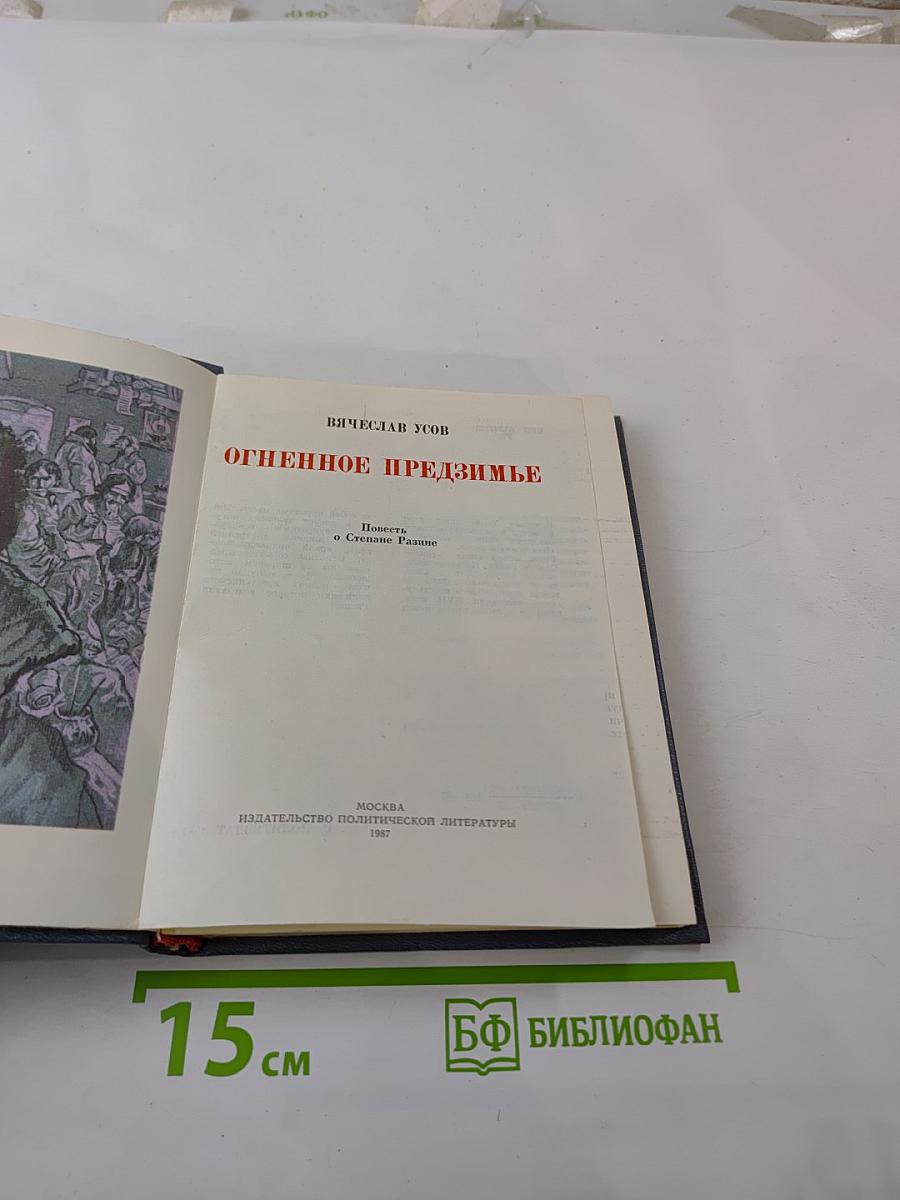 ВЯЧЕСЛАВ УСОВ
ОГНЕННОЕ ПРЕДЗИМЬЕ
Повесть
о Степане Разине
МОСКВА
ИЗДАТЕЛЬСТВО ПОЛИТИЧЕСКОЙ ЛИТЕРАТУРЫ
1987
15 см
БФ БИБЛИОФАН